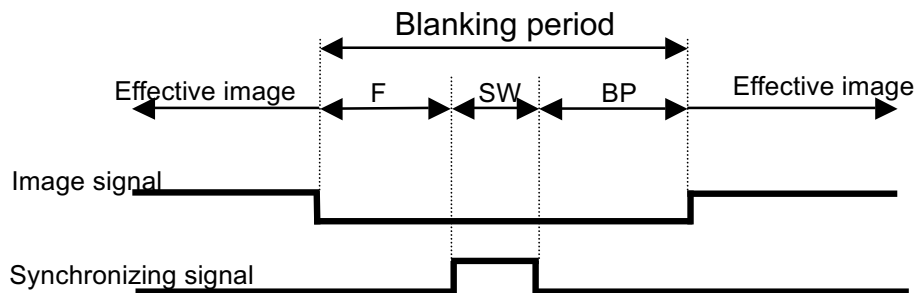 Blanking period
Effective image F SW BP Effective image
Image signal
Synchronizing signal